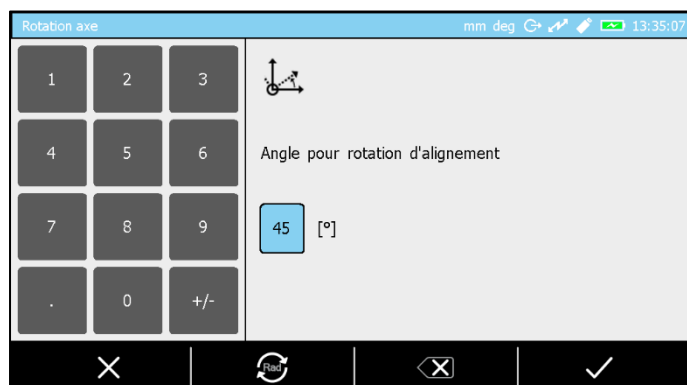 Rotation axe mm deg 13:35:07
1 2 3
4 5 6
Angle pour rotation d'alignement
7 8 9
45 [°]
. 0 +/-
Rad